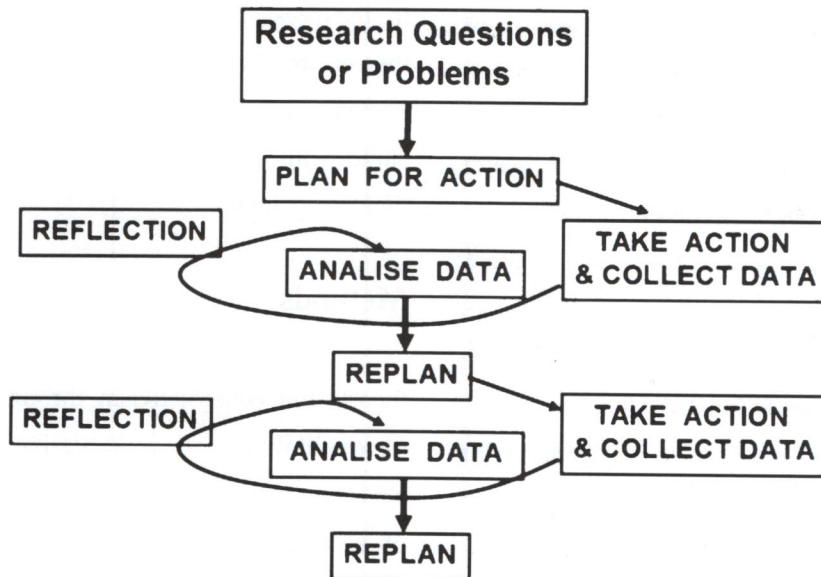 Research Questions
or Problems
PLAN FOR ACTION
REFLECTION
TAKE ACTION
& COLLECT DATA
ANALISE DATA
REPLAN
REFLECTION
TAKE ACTION
& COLLECT DATA
ANALISE DATA
REPLAN